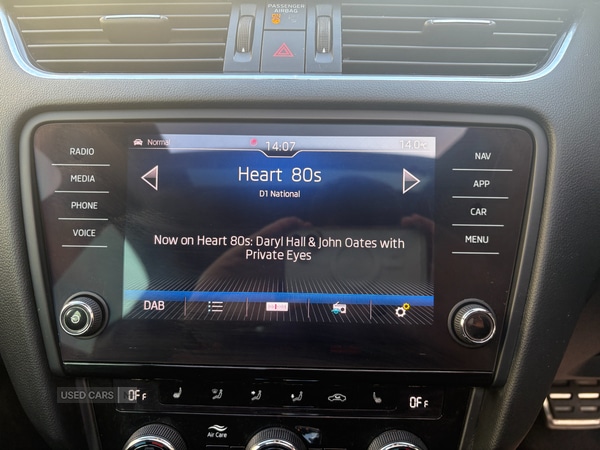 PASSENGER
AIRBAG
RADIO
MEDIA
PHONE
VOICE
Normal
14:07
14.0°C
Heart 80s
D1 National
Now on Heart 80s: Daryl Hall & John Oates with
Private Eyes
DAB
NAV
APP
CAR
MENU
USED CARS NI
OFF
OFF
Air
Care